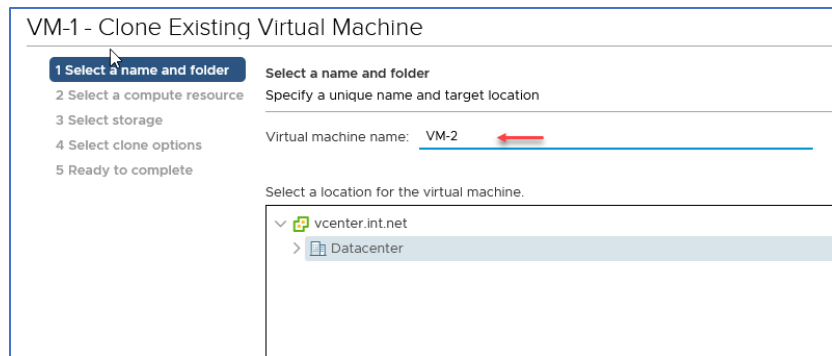 VM-1 - Clone Existing Virtual Machine
1 Select a name and folder
2 Select a compute resource
3 Select storage
4 Select clone options
5 Ready to complete
Select a name and folder
Specify a unique name and target location
Virtual machine name: VM-2
Select a location for the virtual machine.
vcenter.int.net
Datacenter